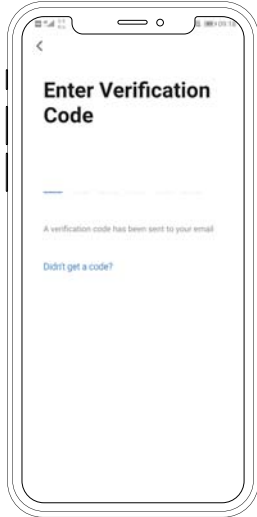 Enter Verification
Code
A verification code has been sent to your email
Didn't get a code?